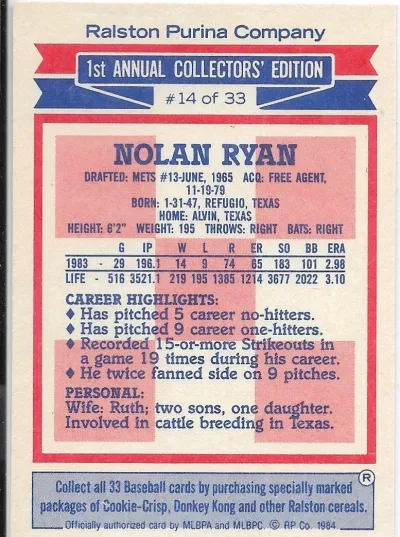 Ralston Purina Company
1st ANNUAL COLLECTORS' EDITION
#14 of 33
NOLAN RYAN
DRAFTED: METS #13-JUNE, 1965 ACQ: FREE AGENT,
11-19-79
BORN: 1-31-47, REFUGIO, TEXAS
HOME: ALVIN, TEXAS
HEIGHT: 6'2" WEIGHT: 195 THROWS: RIGHT BATS: RIGHT
G IP W L R ER SO BB ERA
1983 - 29 196.1 14 9 74 65 183 101 2.98
LIFE - 516 3521.1 219 195 1385 1214 3677 2022 3.10
CAREER HIGHLIGHTS:
♦ Has pitched 5 career no-hitters.
♦ Has pitched 9 career one-hitters.
♦ Recorded 15-or-more Strikeouts in
a game 19 times during his career.
♦ He twice fanned side on 9 pitches.
PERSONAL:
Wife: Ruth; two sons, one daughter.
Involved in cattle breeding in Texas.
®
Collect all 33 Baseball cards by purchasing specially marked
packages of Cookie-Crisp, Donkey Kong and other Ralston cereals.
Officially authorized card by MLBPA and MLBPC. © RP Co. 1984.